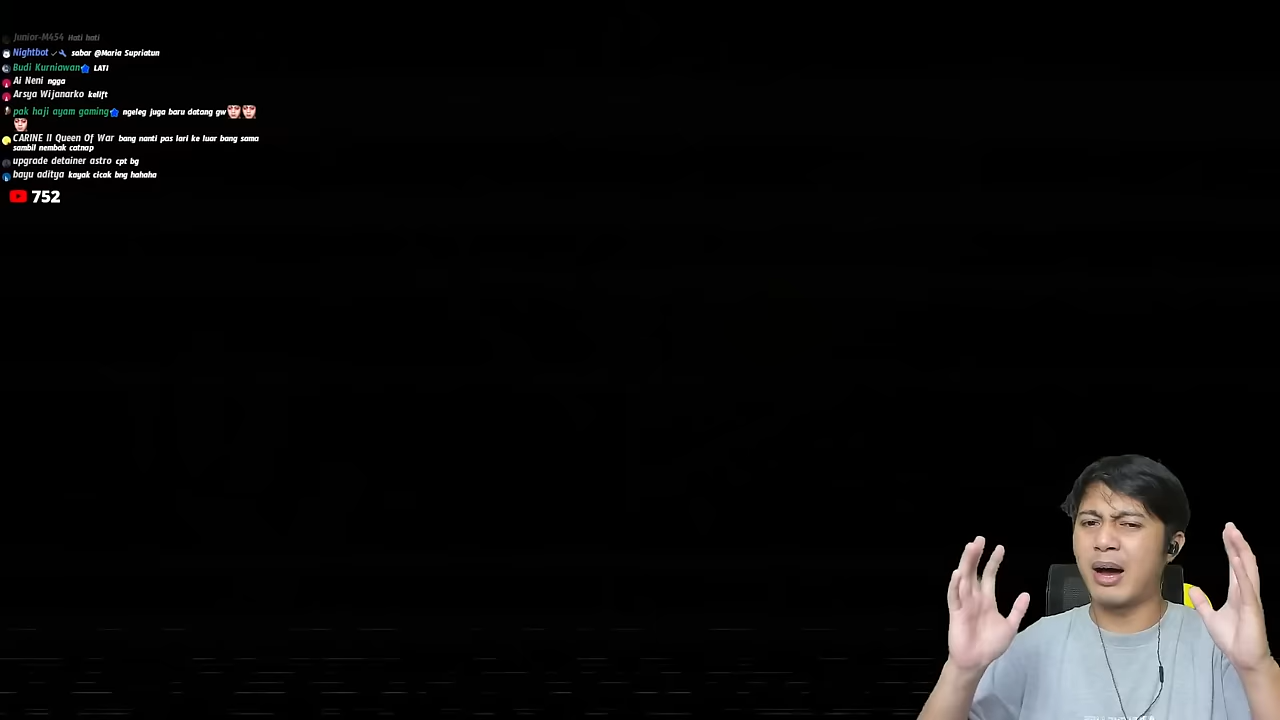 Junior-M454 Hati hati
Nightbot sabar @Maria Supriatun
Budi Kurniawan LATI
Ai Neni ngga
Arsya Wijanarko kelift
pak haji ayam gaming ngeleg juga baru datang gw
CARINE II Queen Of War bang nanti pas lari ke luar bang sama
sambil nembak catnap
upgrade detainer astro cpt bg
bayu aditya kayak cicak bng hahaha
752